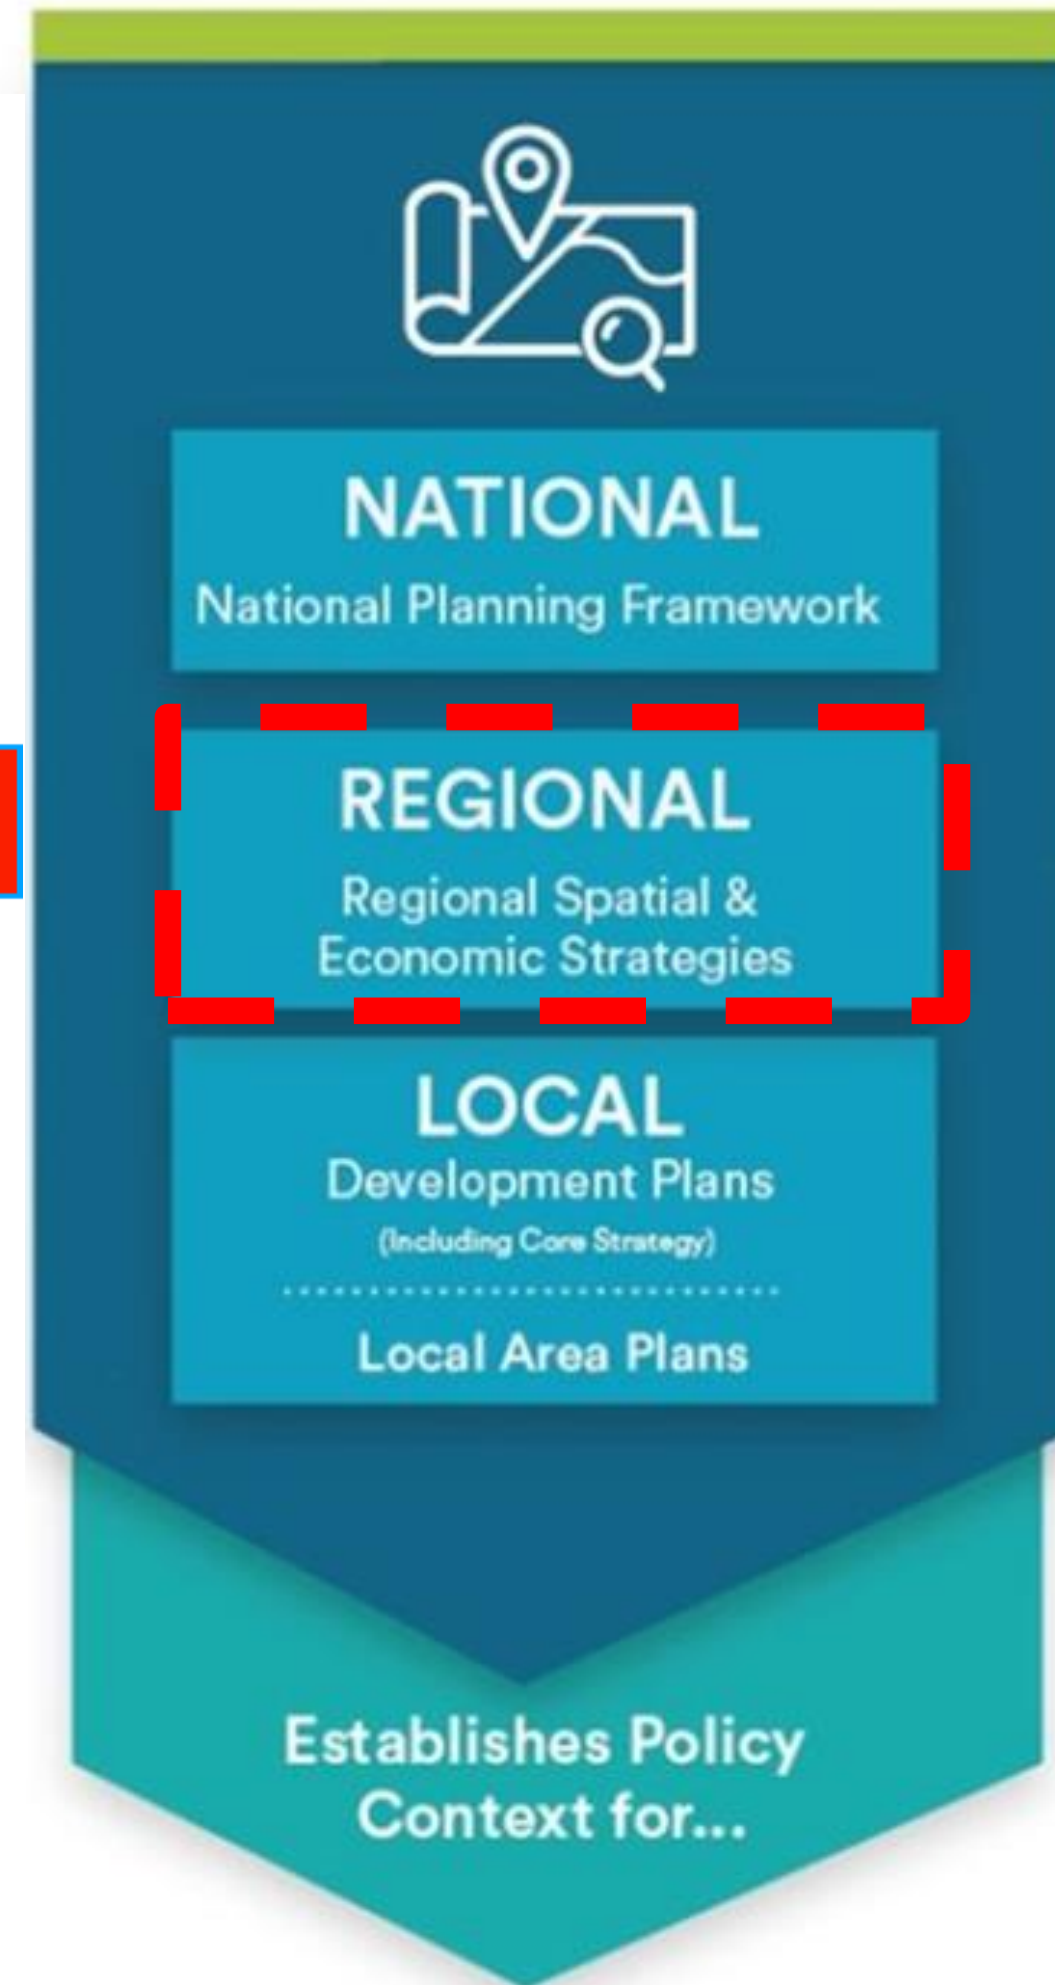 NATIONAL
National Planning Framework
REGIONAL
Regional Spatial &
Economic Strategies
LOCAL
Development Plans
(Including Core Strategy)
Local Area Plans
Establishes Policy
Context for...